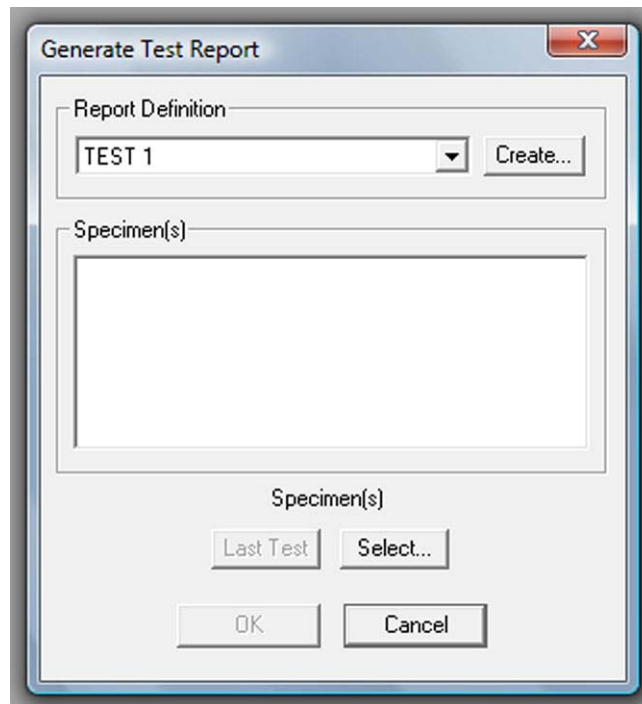 Generate Test Report
Report Definition
TEST 1
Create...
Specimen(s)
Specimen(s)
Last Test
Select...
OK
Cancel